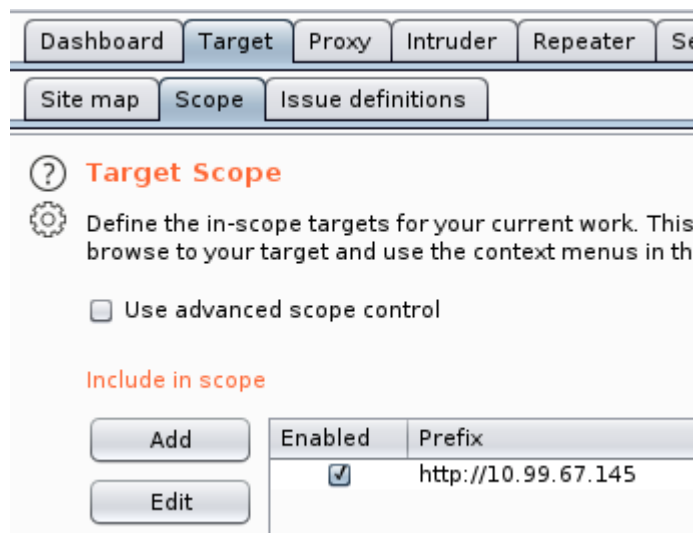 Dashboard Target Proxy Intruder Repeater
Site map Scope Issue definitions
Target Scope
Define the in-scope targets for your current work. This
browse to your target and use the context menus in
Use advanced scope control
Include in scope
Add Enabled Prefix
http://10.99.67.145
Edit